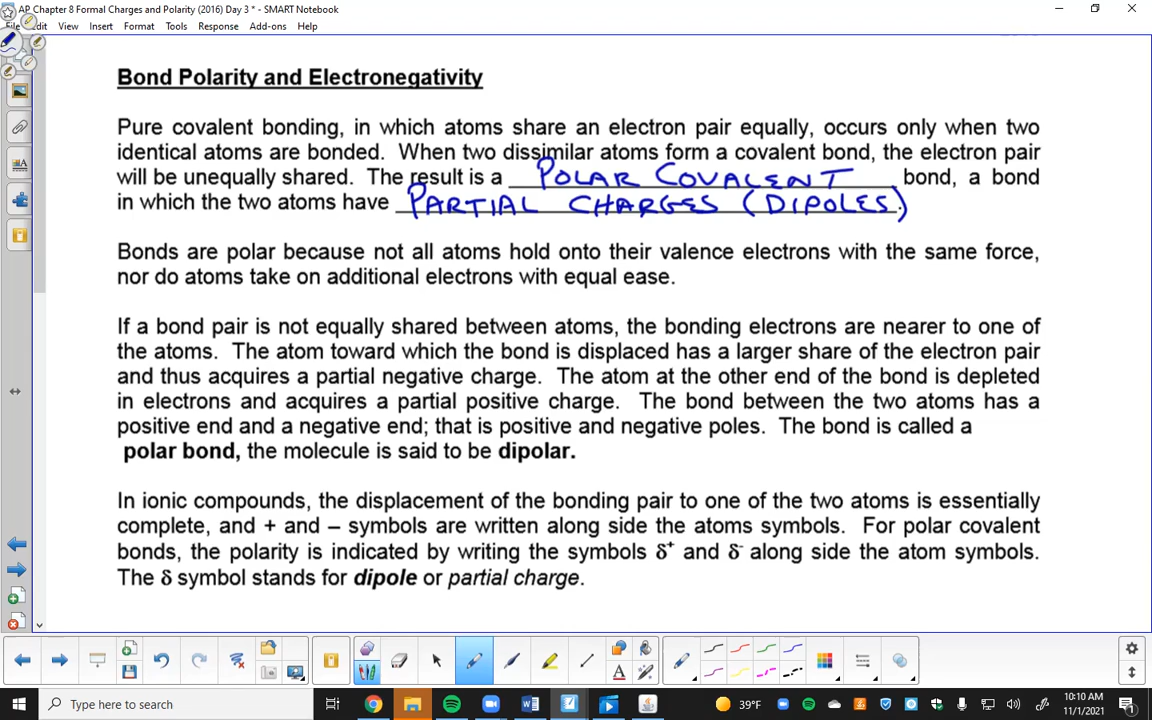 AP Chapter 8 Formal Charges and Polarity (2016) Day 3 * - SMART Notebook
File Edit View Insert Format Tools Response Add-ons Help
Bond Polarity and Electronegativity
Pure covalent bonding, in which atoms share an electron pair equally, occurs only when two
identical atoms are bonded. When two dissimilar atoms form a covalent bond, the electron pair
will be unequally shared. The result is a POLAR COVALENT bond, a bond
in which the two atoms have PARTIAL CHARGES (DIPOLES).
Bonds are polar because not all atoms hold onto their valence electrons with the same force,
nor do atoms take on additional electrons with equal ease.
If a bond pair is not equally shared between atoms, the bonding electrons are nearer to one of
the atoms. The atom toward which the bond is displaced has a larger share of the electron pair
and thus acquires a partial negative charge. The atom at the other end of the bond is depleted
in electrons and acquires a partial positive charge. The bond between the two atoms has a
positive end and a negative end; that is positive and negative poles. The bond is called a
polar bond, the molecule is said to be dipolar.
In ionic compounds, the displacement of the bonding pair to one of the two atoms is essentially
complete, and + and – symbols are written along side the atoms symbols. For polar covalent
bonds, the polarity is indicated by writing the symbols δ⁺ and δ⁻ along side the atom symbols.
The δ symbol stands for dipole or partial charge.
Type here to search
39°F
10:10 AM
11/1/2021